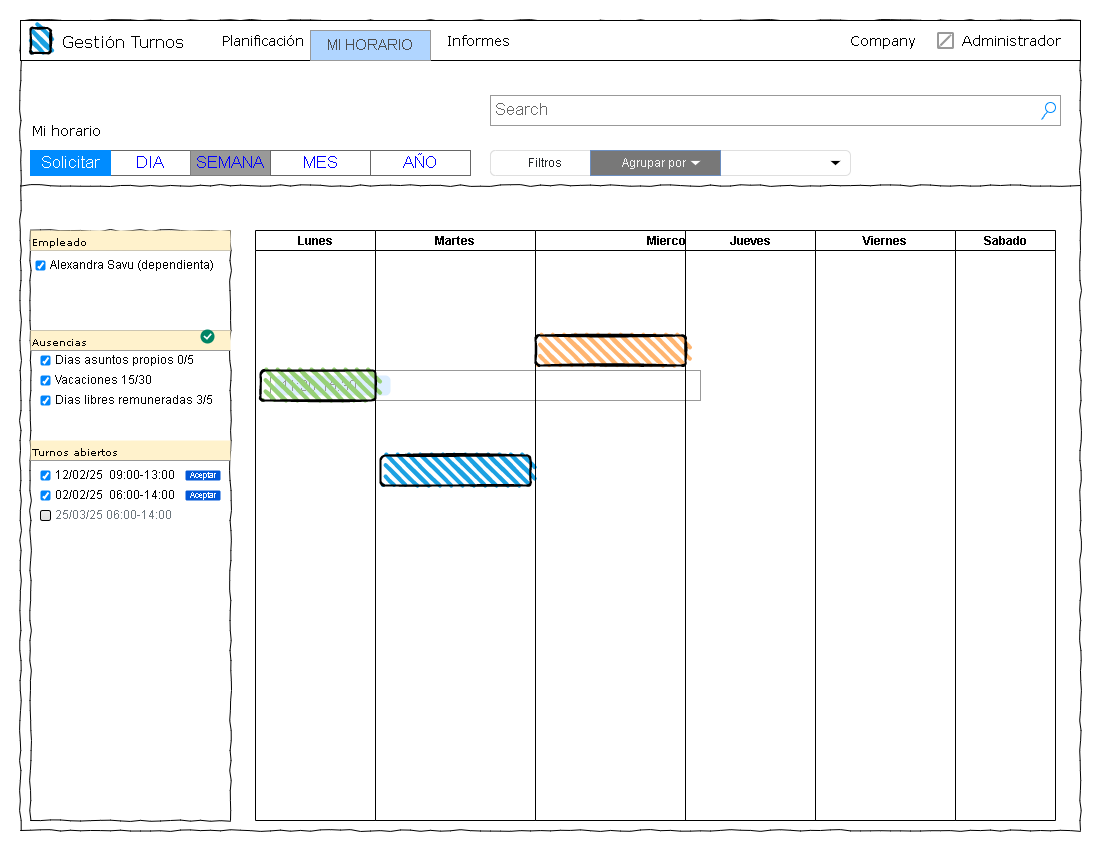 Gestión Turnos Planificación MI HORARIO Informes Company Administrador
Search
Mi horario
Solicitar DIA SEMANA MES AÑO Filtros Agrupar por
Empleado Lunes Martes Mierco Jueves Viernes Sabado
Alexandra Savu (dependienta)
Ausencias
Dias asuntos propios 0/5
Vacaciones 15/30
Dias libres remuneradas 3/5
Turnos abiertos
12/02/25 09:00-13:00 Aceptar
02/02/25 06:00-14:00 Aceptar
25/03/25 06:00-14:00